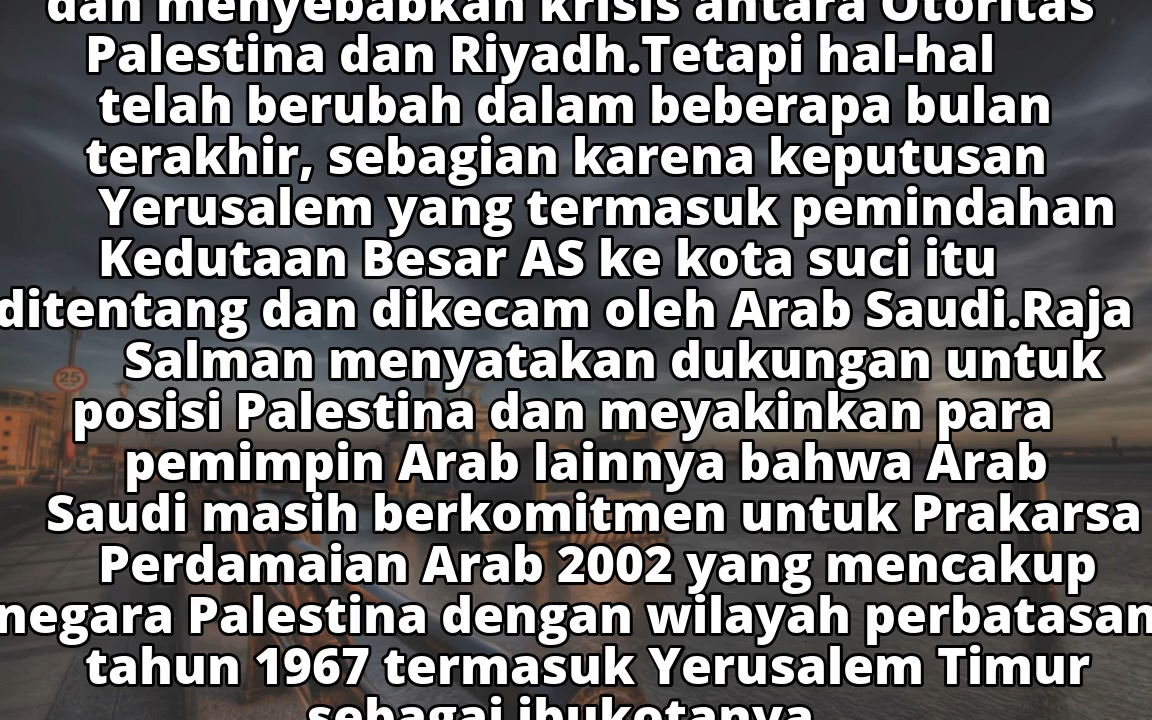 dan menyebabkan krisis antara Otoritas
Palestina dan Riyadh.Tetapi hal-hal
telah berubah dalam beberapa bulan
terakhir, sebagian karena keputusan
Yerusalem yang termasuk pemindahan
Kedutaan Besar AS ke kota suci itu
ditentang dan dikecam oleh Arab Saudi.Raja
Salman menyatakan dukungan untuk
posisi Palestina dan meyakinkan para
pemimpin Arab lainnya bahwa Arab
Saudi masih berkomitmen untuk Prakarsa
Perdamaian Arab 2002 yang mencakup
negara Palestina dengan wilayah perbatasan
tahun 1967 termasuk Yerusalem Timur
sebagai ibukotanya
25